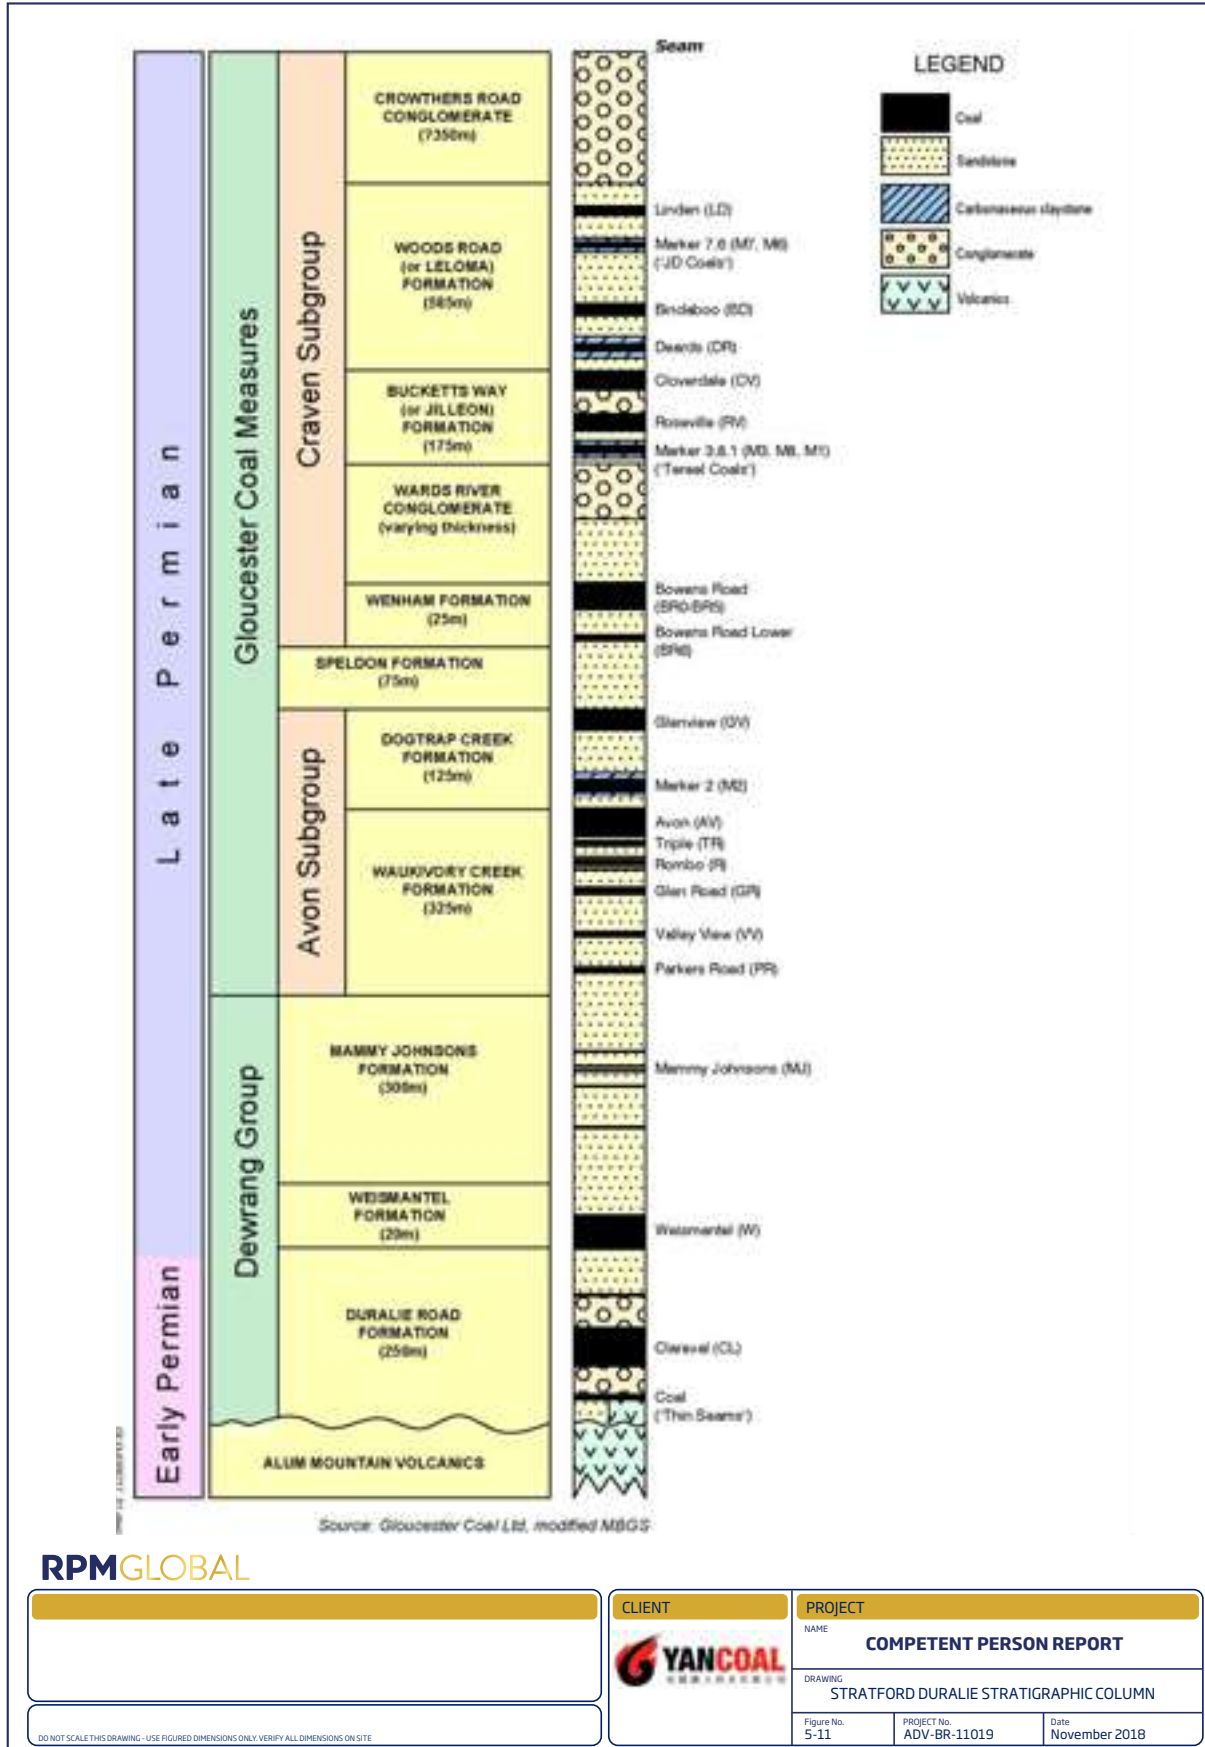 Seam
LEGEND
Coal
Sandstone
Carbonaceous claystone
Conglomerate
Volcanics
Late Permian
Early Permian
Gloucester Coal Measures
Dewrang Group
Craven Subgroup
Avon Subgroup
CROWTHERS ROAD
CONGLOMERATE
(?350m)
WOODS ROAD
(or LELOMA)
FORMATION
(585m)
BUCKETTS WAY
(or JILLEON)
FORMATION
(175m)
WARDS RIVER
CONGLOMERATE
(varying thickness)
WENHAM FORMATION
(25m)
SPELDON FORMATION
(75m)
DOGTRAP CREEK
FORMATION
(125m)
WAUKIVORY CREEK
FORMATION
(325m)
MAMMY JOHNSONS
FORMATION
(300m)
WEISMANTEL
FORMATION
(20m)
DURALIE ROAD
FORMATION
(250m)
ALUM MOUNTAIN VOLCANICS
Linden (LD)
Marker 7,6 (M7, M6)
('JD Coals')
Bindaboo (BD)
Deards (DR)
Cloverdale (CV)
Roseville (RV)
Marker 3,8,1 (M3, M8, M1)
('Tereel Coals')
Bowens Road
(BR0-BR5)
Bowens Road Lower
(BR6)
Glenview (GV)
Marker 2 (M2)
Avon (AV)
Triple (TR)
Rombo (R)
Glen Road (GR)
Valley View (VV)
Parkers Road (PR)
Mammy Johnsons (MJ)
Weismantel (W)
Clareval (CL)
Coal
('Thin Seams')
Source: Gloucester Coal Ltd, modified MBGS
RPMGLOBAL
CLIENT
YANCOAL
PROJECT
NAME
COMPETENT PERSON REPORT
DRAWING
STRATFORD DURALIE STRATIGRAPHIC COLUMN
Figure No.
5-11
PROJECT No.
ADV-BR-11019
Date
November 2018
DO NOT SCALE THIS DRAWING - USE FIGURED DIMENSIONS ONLY. VERIFY ALL DIMENSIONS ON SITE